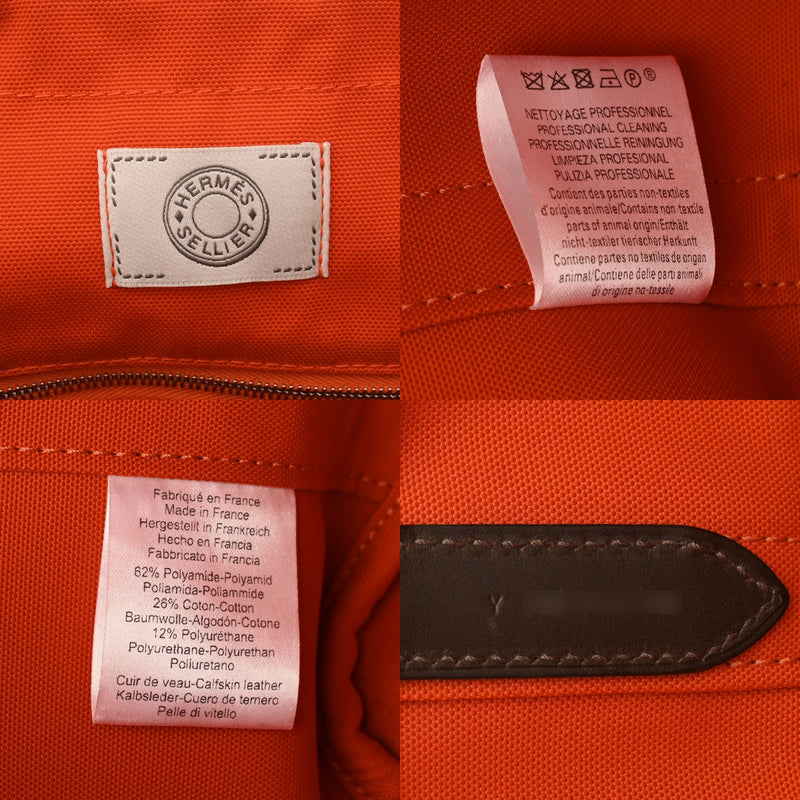 HERMÈS
SELLIER
P®
NETTOYAGE PROFESSIONNEL
PROFESSIONAL CLEANING
PROFESSIONNELLE REINIGUNG
LIMPIEZA PROFESIONAL
PULIZIA PROFESSIONALE
Contient des parties non-textiles
d'origine animale/Contains non-textile
parts of animal origin/Enthält
nicht-textiler tierischer Herkunft
Contiene partes no textiles de origen
animal/Contiene delle parti animali
di origine no-tessile
Fabriqué en France
Made in France
Hergestellt in Frankreich
Hecho en Francia
Fabbricato in Francia
62% Polyamide-Polyamid
Poliamida-Poliammide
26% Coton-Cotton
Baumwolle-Algodón-Cotone
12% Polyuréthane-
Polyurethane-Polyurethan
Poliuretano
Cuir de veau-Calfskin leather
Kalbsleder-Cuero de ternero
Pelle di vitello
Y